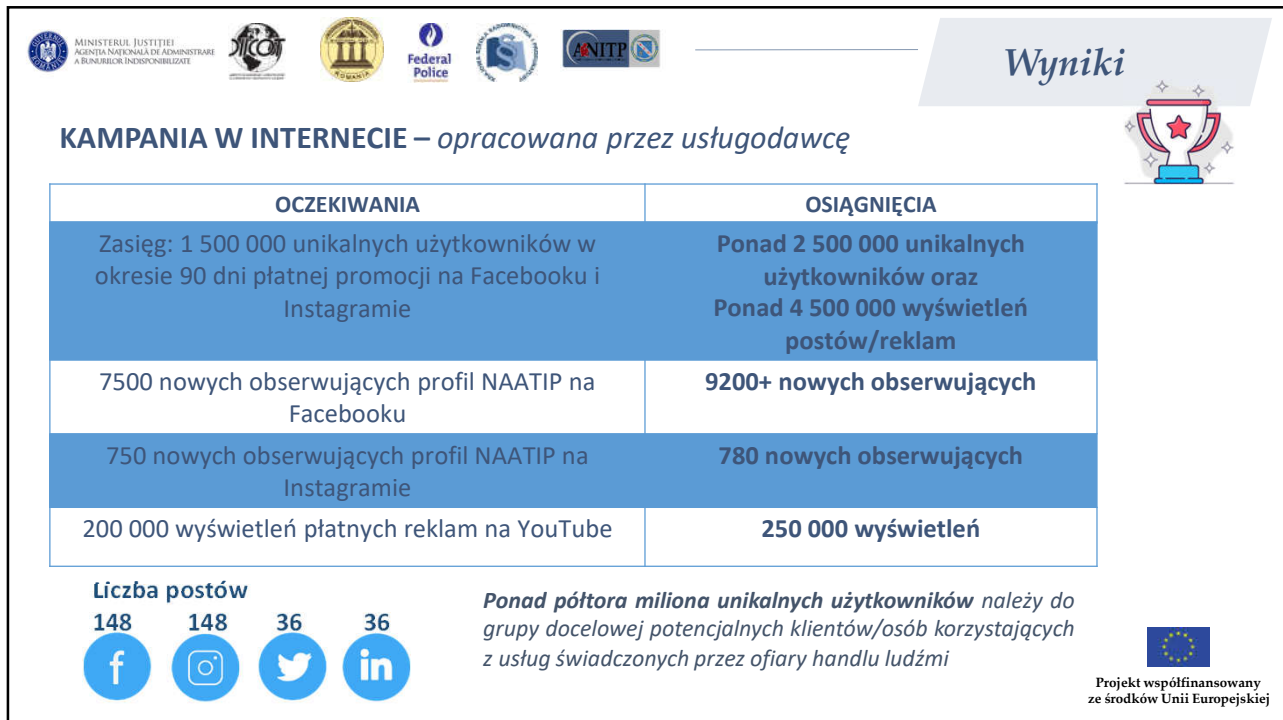 MINISTERUL JUSTIȚIEI
AGENȚIA NAȚIONALĂ DE ADMINISTRARE
A BUNURILOR INDISPONIBILIZATE
DIICOT
ROMANIA
Federal
Police
ANITP
Wyniki
KAMPANIA W INTERNECIE – opracowana przez usługodawcę
OCZEKIWANIA
OSIĄGNIĘCIA
Zasięg: 1 500 000 unikalnych użytkowników w
okresie 90 dni płatnej promocji na Facebooku i
Instagramie
Ponad 2 500 000 unikalnych
użytkowników oraz
Ponad 4 500 000 wyświetleń
postów/reklam
7500 nowych obserwujących profil NAATIP na
Facebooku
9200+ nowych obserwujących
750 nowych obserwujących profil NAATIP na
Instagramie
780 nowych obserwujących
200 000 wyświetleń płatnych reklam na YouTube
250 000 wyświetleń
Liczba postów
148 148 36 36
Ponad półtora miliona unikalnych użytkowników należy do
grupy docelowej potencjalnych klientów/osób korzystających
z usług świadczonych przez ofiary handlu ludźmi
Projekt współfinansowany
ze środków Unii Europejskiej